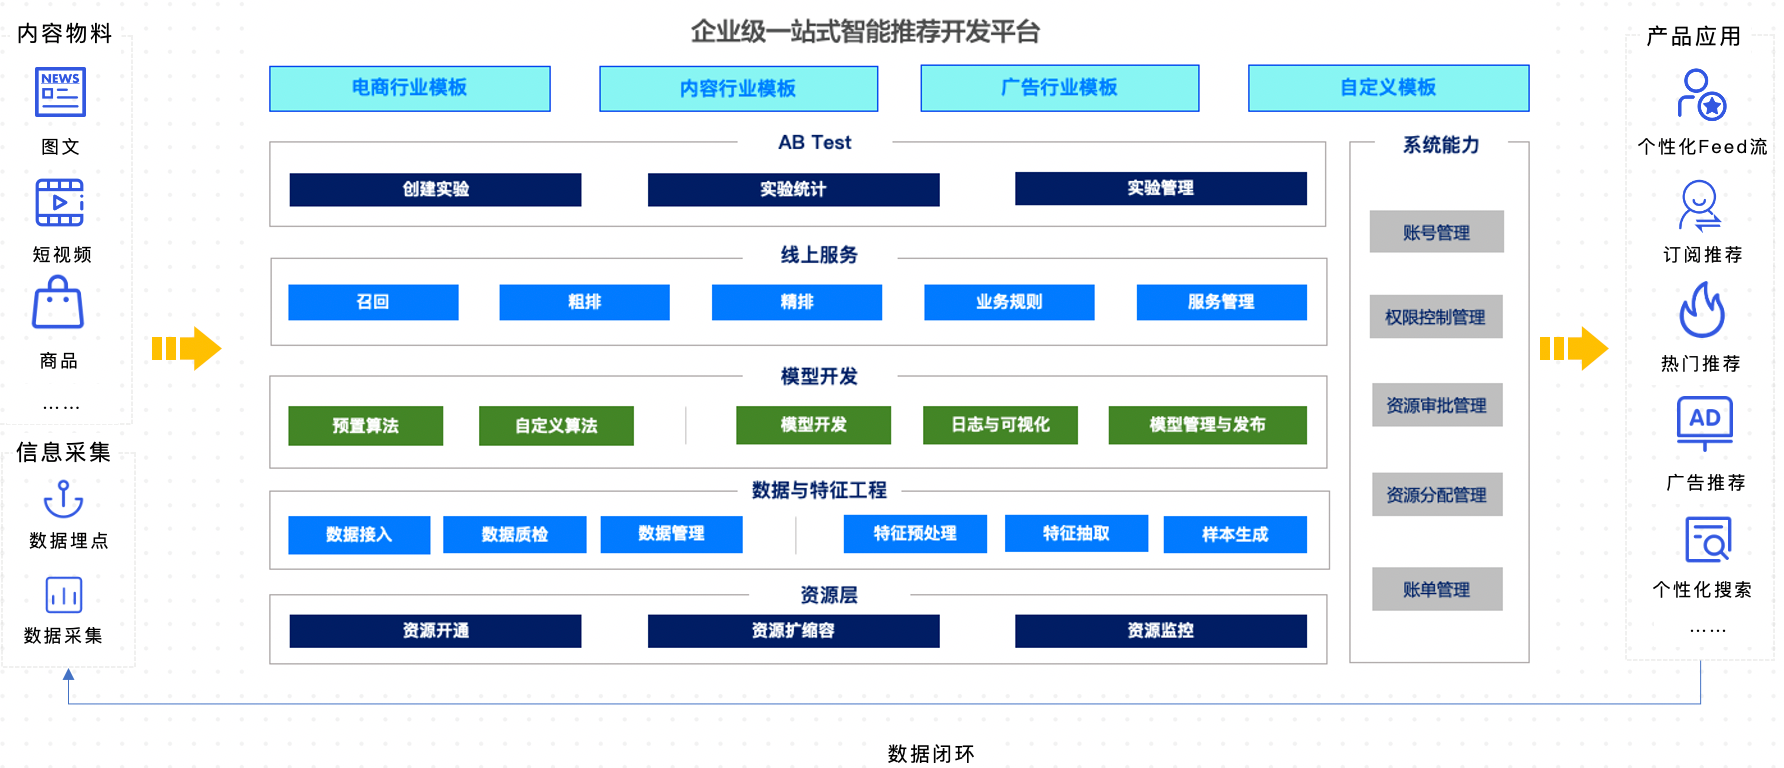 企业级一站式智能推荐开发平台
内容物料
NEWS
图文
短视频
商品
……
信息采集
数据埋点
数据采集
电商行业模板
内容行业模板
广告行业模板
自定义模板
AB Test
创建实验
实验统计
实验管理
线上服务
召回
粗排
精排
业务规则
服务管理
模型开发
预置算法
自定义算法
模型开发
日志与可视化
模型管理与发布
数据与特征工程
数据接入
数据质检
数据管理
特征预处理
特征抽取
样本生成
资源层
资源开通
资源扩缩容
资源监控
系统能力
账号管理
权限控制管理
资源审批管理
资源分配管理
账单管理
产品应用
个性化Feed流
订阅推荐
热门推荐
AD
广告推荐
个性化搜索
……
数据闭环